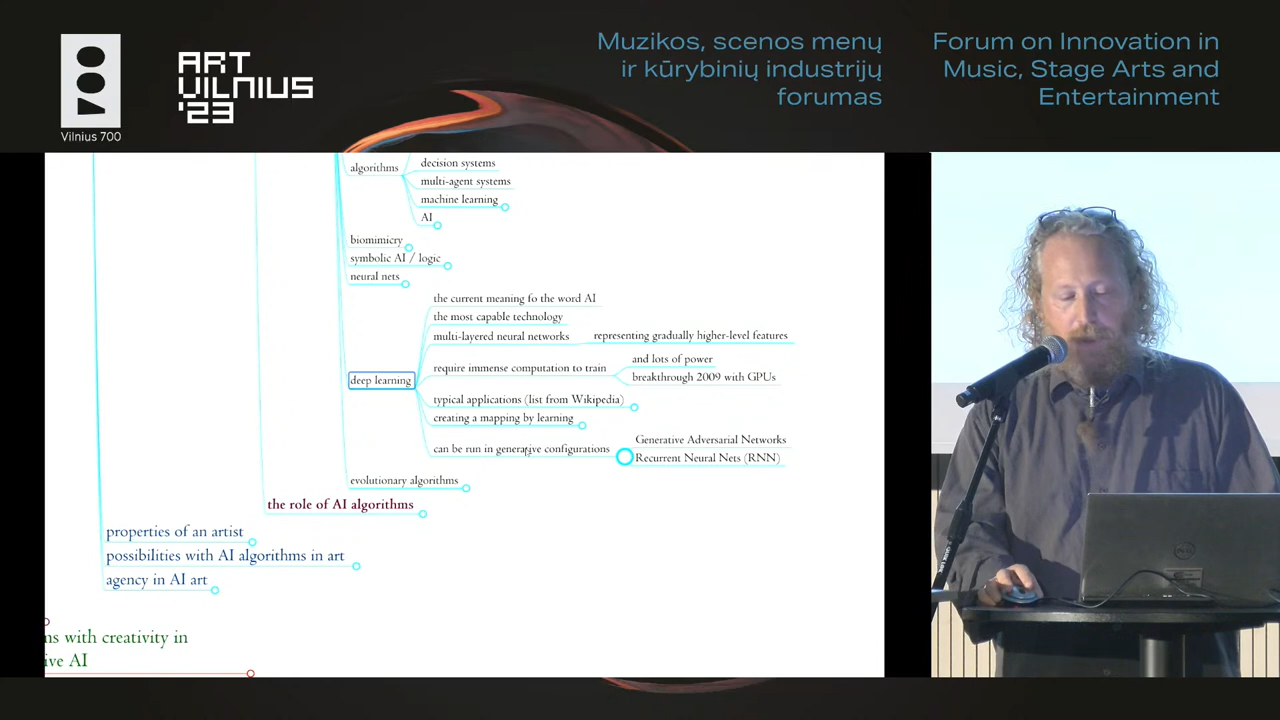 Vilnius 700
ART
VILNIUS
'23
Muzikos, scenos menų
ir kūrybinių industrijų
forumas
Forum on Innovation in
Music, Stage Arts and
Entertainment
algorithms
decision systems
multi-agent systems
machine learning
AI
biomimicry
symbolic AI / logic
neural nets
deep learning
the current meaning fo the word AI
the most capable technology
multi-layered neural networks
representing gradually higher-level features
require immense computation to train
and lots of power
breakthrough 2009 with GPUs
typical applications (list from Wikipedia)
creating a mapping by learning
can be run in generative configurations
Generative Adversarial Networks
Recurrent Neural Nets (RNN)
evolutionary algorithms
the role of AI algorithms
properties of an artist
possibilities with AI algorithms in art
agency in AI art
ns with creativity in
ive AI
DELL